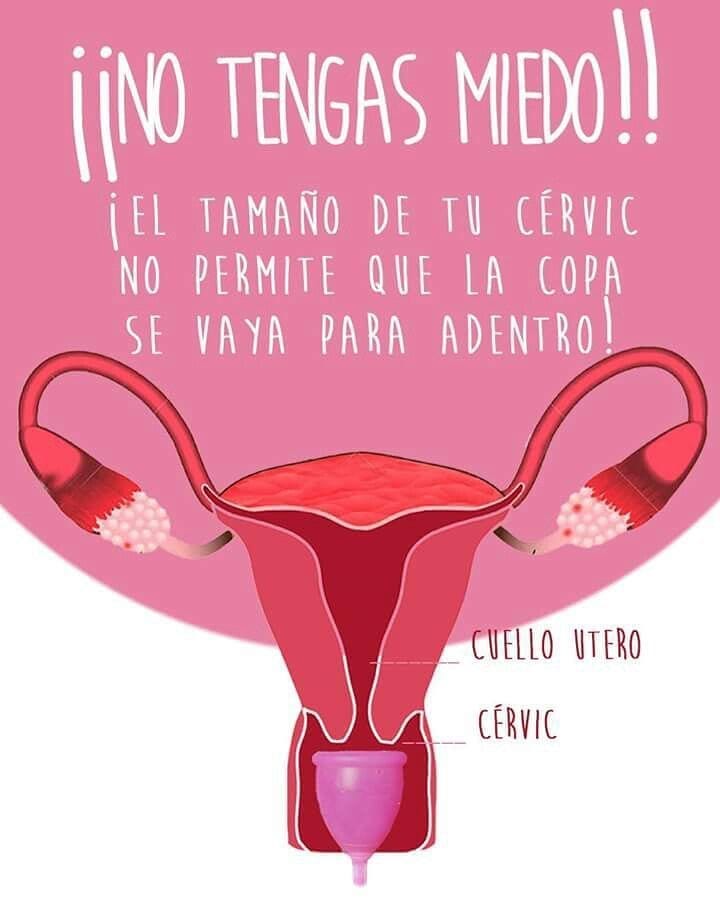 ¡¡NO TENGAS MIEDO!!
¡EL TAMAÑO DE TU CÉRVIC
NO PERMITE QUE LA COPA
SE VAYA PARA ADENTRO!
CUELLO UTERO
CÉRVIC